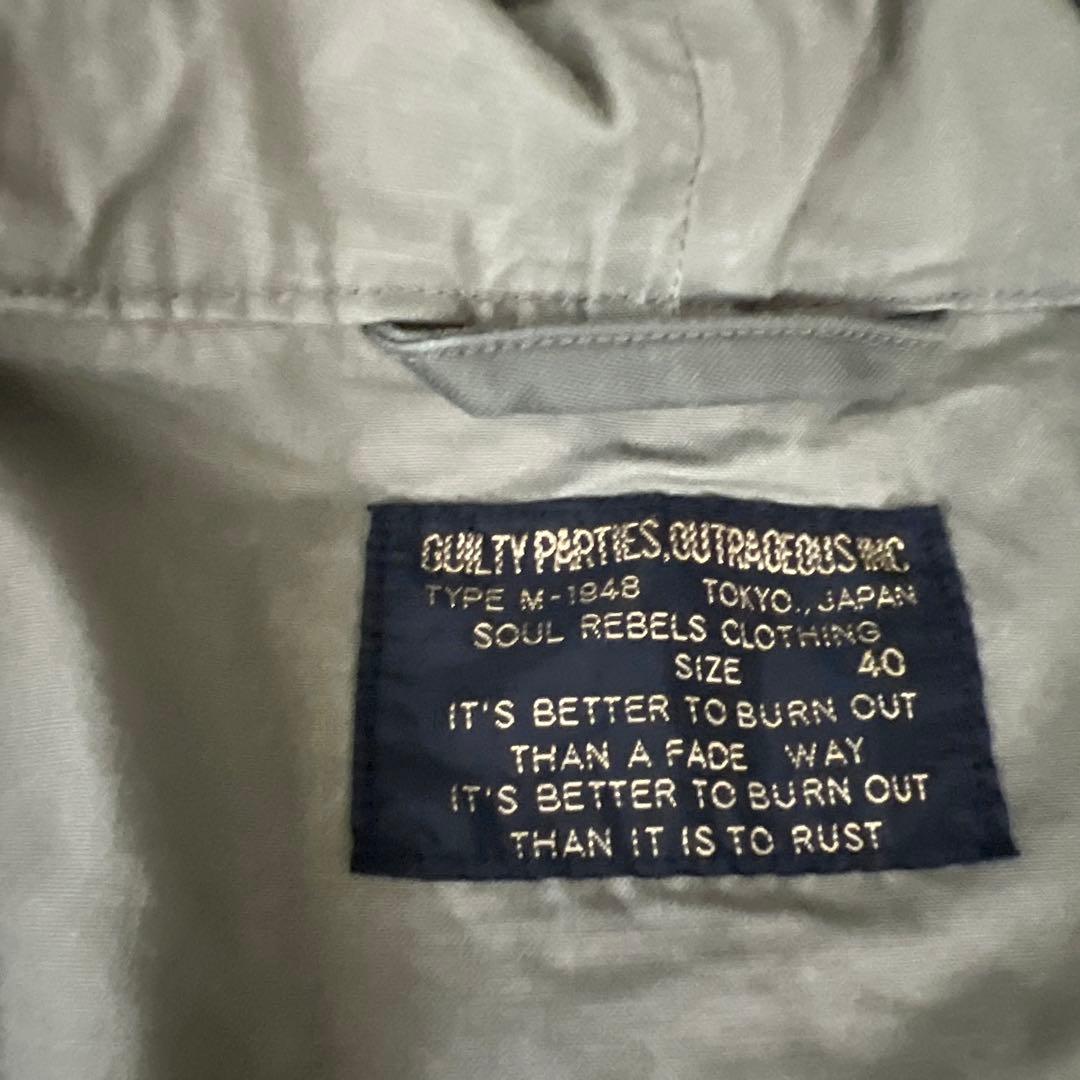 GUILTY PARTIES, OUTRAGEOUS INC
TYPE M-1948 TOKYO., JAPAN
SOUL REBELS CLOTHING
SIZE 40
IT'S BETTER TO BURN OUT
THAN A FADE WAY
IT'S BETTER TO BURN OUT
THAN IT IS TO RUST